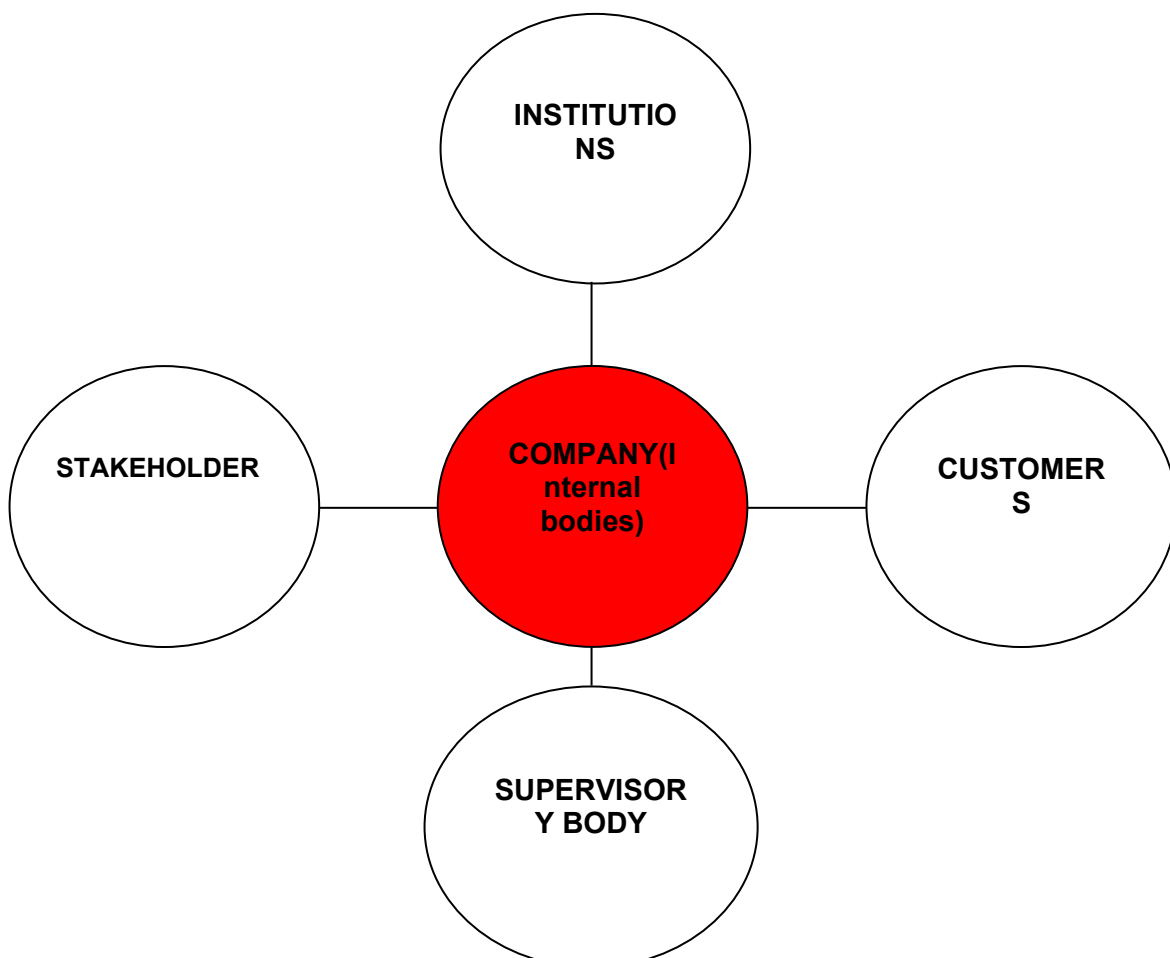 INSTITUTIO
NS
STAKEHOLDER
COMPANY(I
nternal
bodies)
CUSTOMER
S
SUPERVISOR
Y BODY